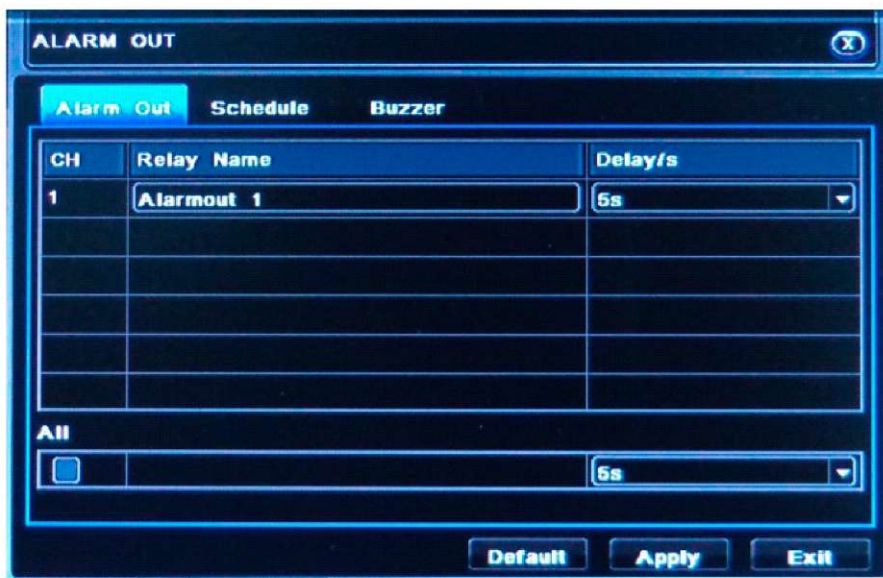 ALARM OUT
X
Alarm Out Schedule Buzzer
CH Relay Name Delay/s
1 Alarmout 1 5s
All
5s
Default Apply Exit